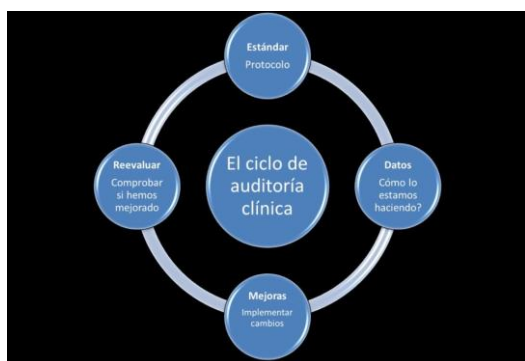 Estándar
Protocolo
Reevaluar
Comprobar
si hemos
mejorado
El ciclo de
auditoría
clínica
Datos
Cómo lo
estamos
haciendo?
Mejoras
Implementar
cambios